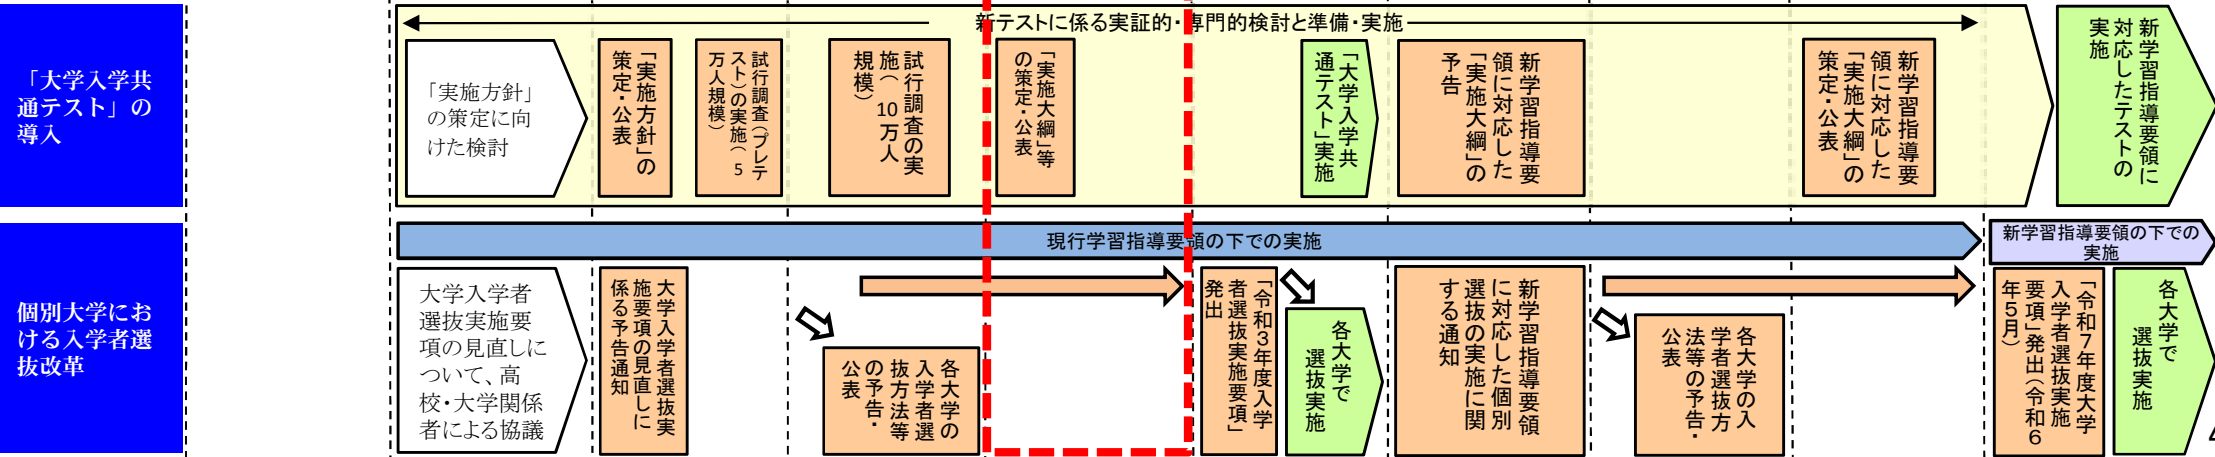 「大学入学共
通テスト」の
導入
新テストに係る実証的・専門的検討と準備・実施
「実施方針」
の策定に向
けた検討
「実施方針」の
策定・公表
試行調査（プレテ
スト）の実施（５
万人規模）
試行調査の実
施（10万人
規模）
「実施大綱」等
の策定・公表
「大学入学共
通テスト」実施
新学習指導要
領に対応した
「実施大綱」の
予告
新学習指導要
領に対応した
「実施大綱」の
策定・公表
新学習指導要領に
対応したテストの
実施
個別大学にお
ける入学者選
抜改革
現行学習指導要領の下での実施
新学習指導要領の下での
実施
大学入学者
選抜実施要
項の見直しに
ついて、高
校・大学関係
者による協議
大学入学者選抜実
施要項の見直しに
係る予告通知
各大学の
入学者選
抜方法等
の予告・
公表
「令和３年度入学
者選抜実施要項」
発出
各大学で
選抜実施
新学習指導要領
に対応した個別
選抜の実施に関
する通知
各大学の入
学者選抜方
法等の予告・
公表
「令和７年度大学
入学者選抜実施
要項」発出（令和６
年５月）
各大学で
選抜実施